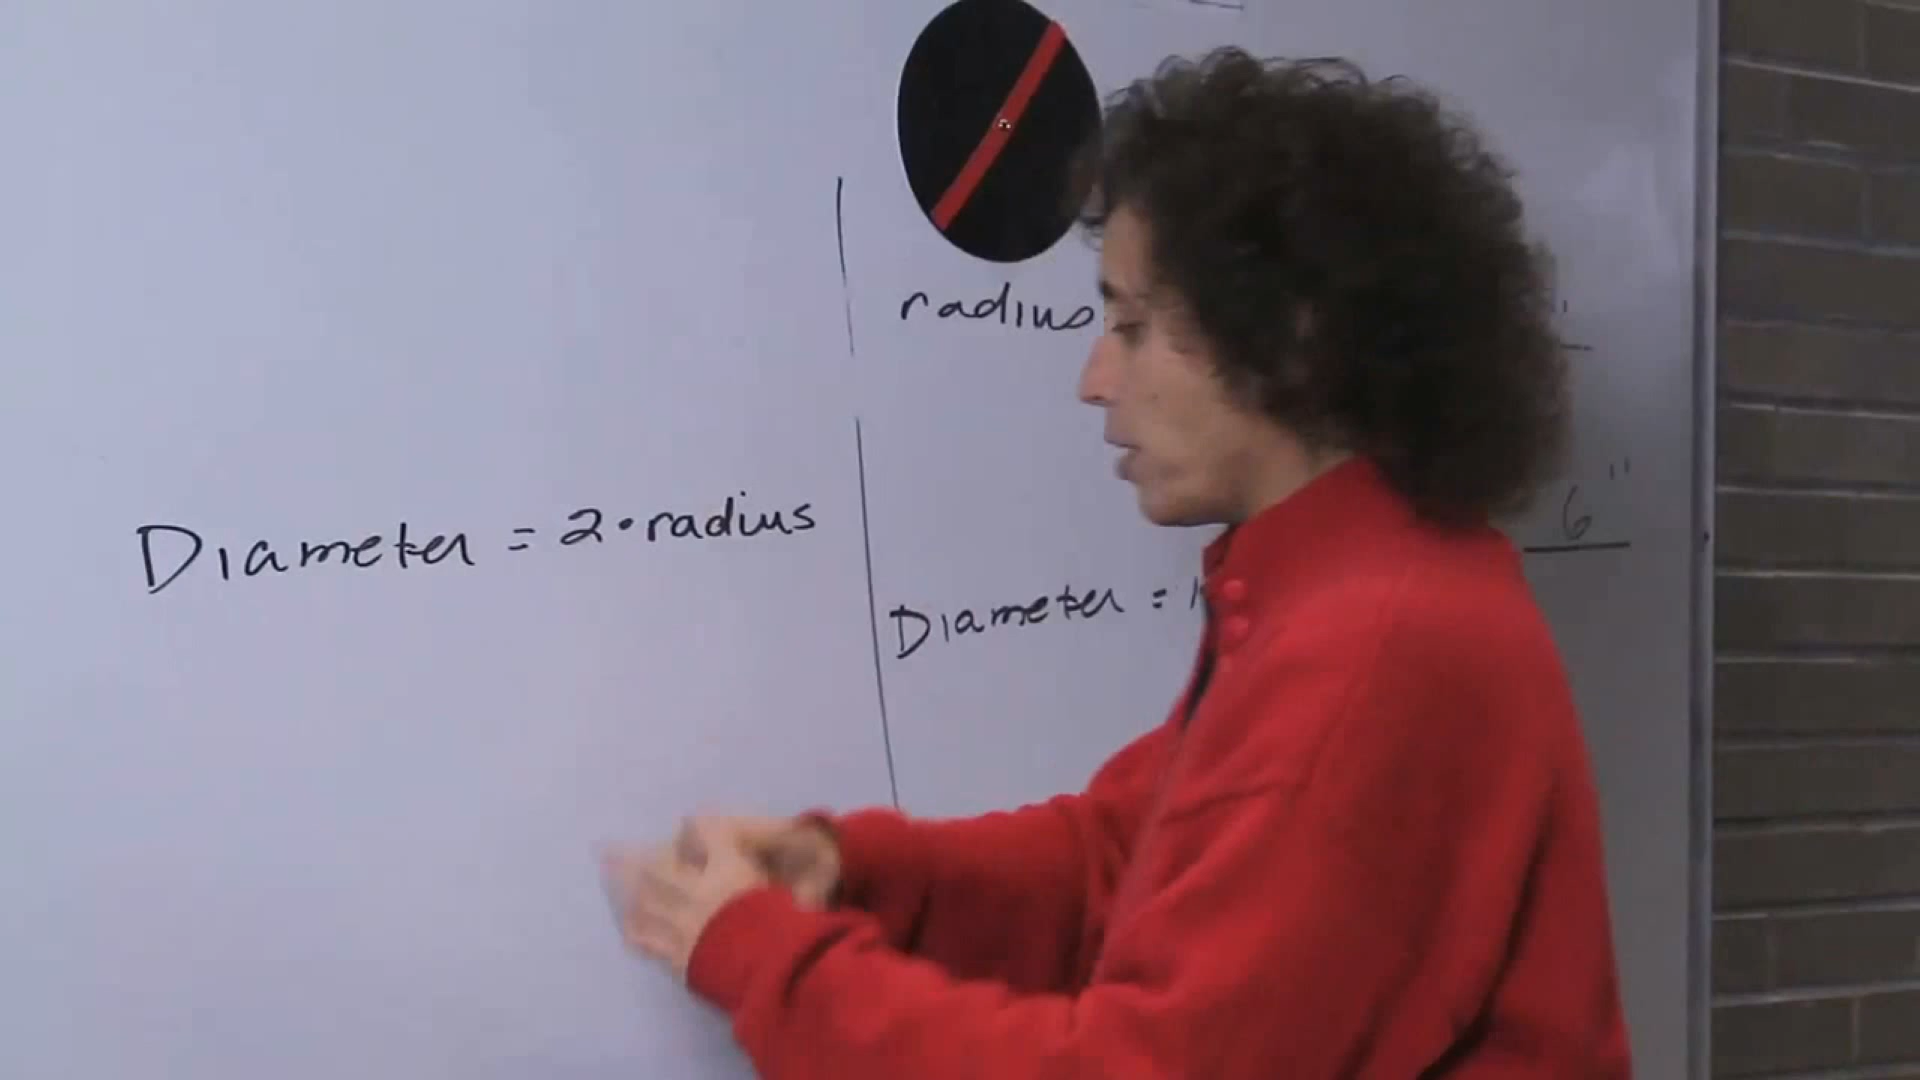 Diameter = 2·radius
radius
6"
Diameter =